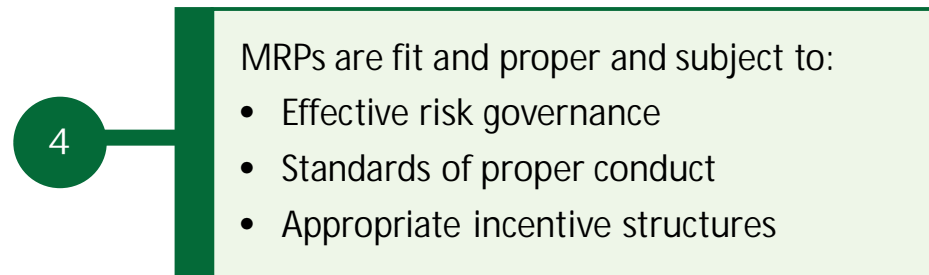 4
MRPs are fit and proper and subject to:
• Effective risk governance
• Standards of proper conduct
• Appropriate incentive structures